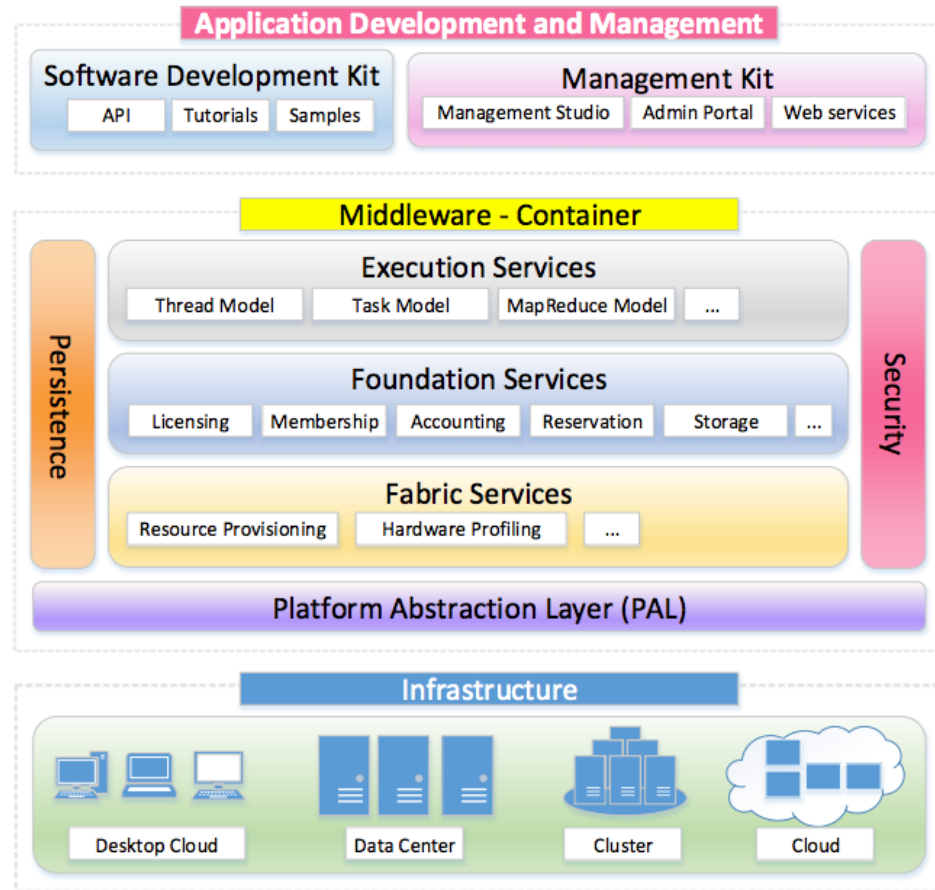 Application Development and Management
Software Development Kit
API
Tutorials
Samples
Management Kit
Management Studio
Admin Portal
Web services
Middleware - Container
Persistence
Execution Services
Thread Model
Task Model
MapReduce Model
...
Foundation Services
Licensing
Membership
Accounting
Reservation
Storage
...
Fabric Services
Resource Provisioning
Hardware Profiling
...
Security
Platform Abstraction Layer (PAL)
Infrastructure
Desktop Cloud
Data Center
Cluster
Cloud